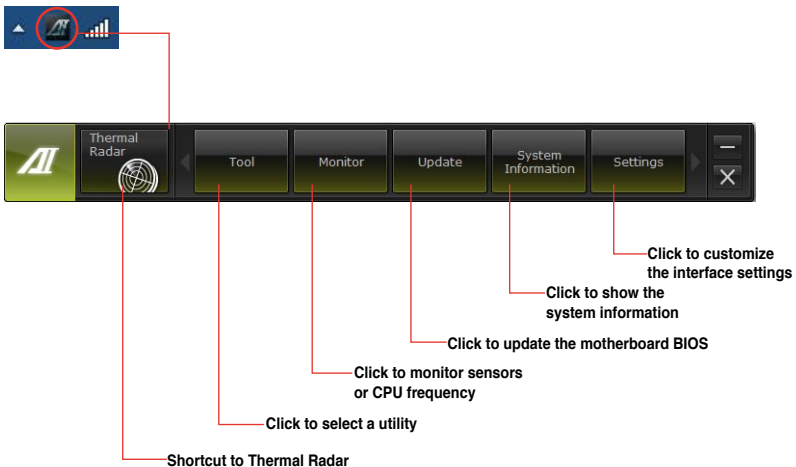 Thermal
Radar
Tool
Monitor
Update
System
Information
Settings
Click to customize
the interface settings
Click to show the
system information
Click to update the motherboard BIOS
Click to monitor sensors
or CPU frequency
Click to select a utility
Shortcut to Thermal Radar